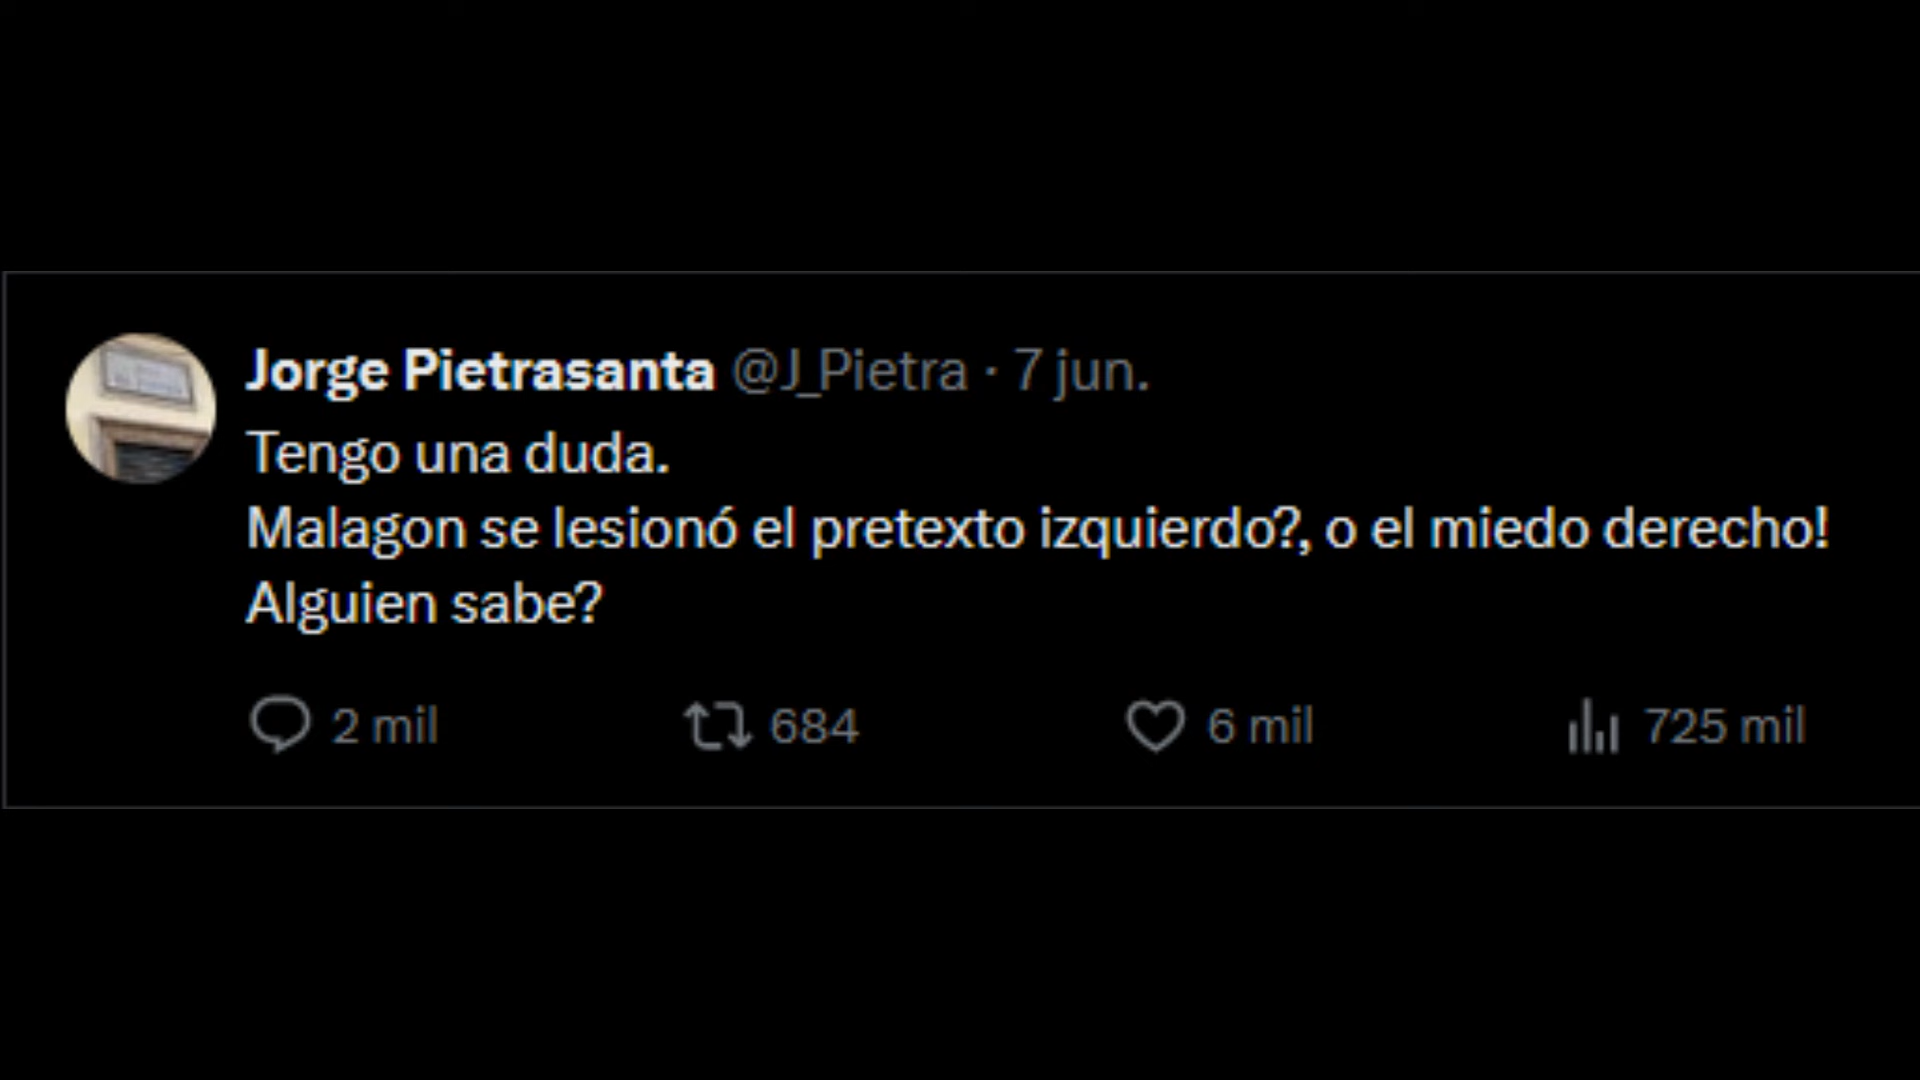 Jorge Pietrasanta @J_Pietra · 7 jun.
Tengo una duda.
Malagon se lesionó el pretexto izquierdo?, o el miedo derecho!
Alguien sabe?
2 mil 684 6 mil 725 mil